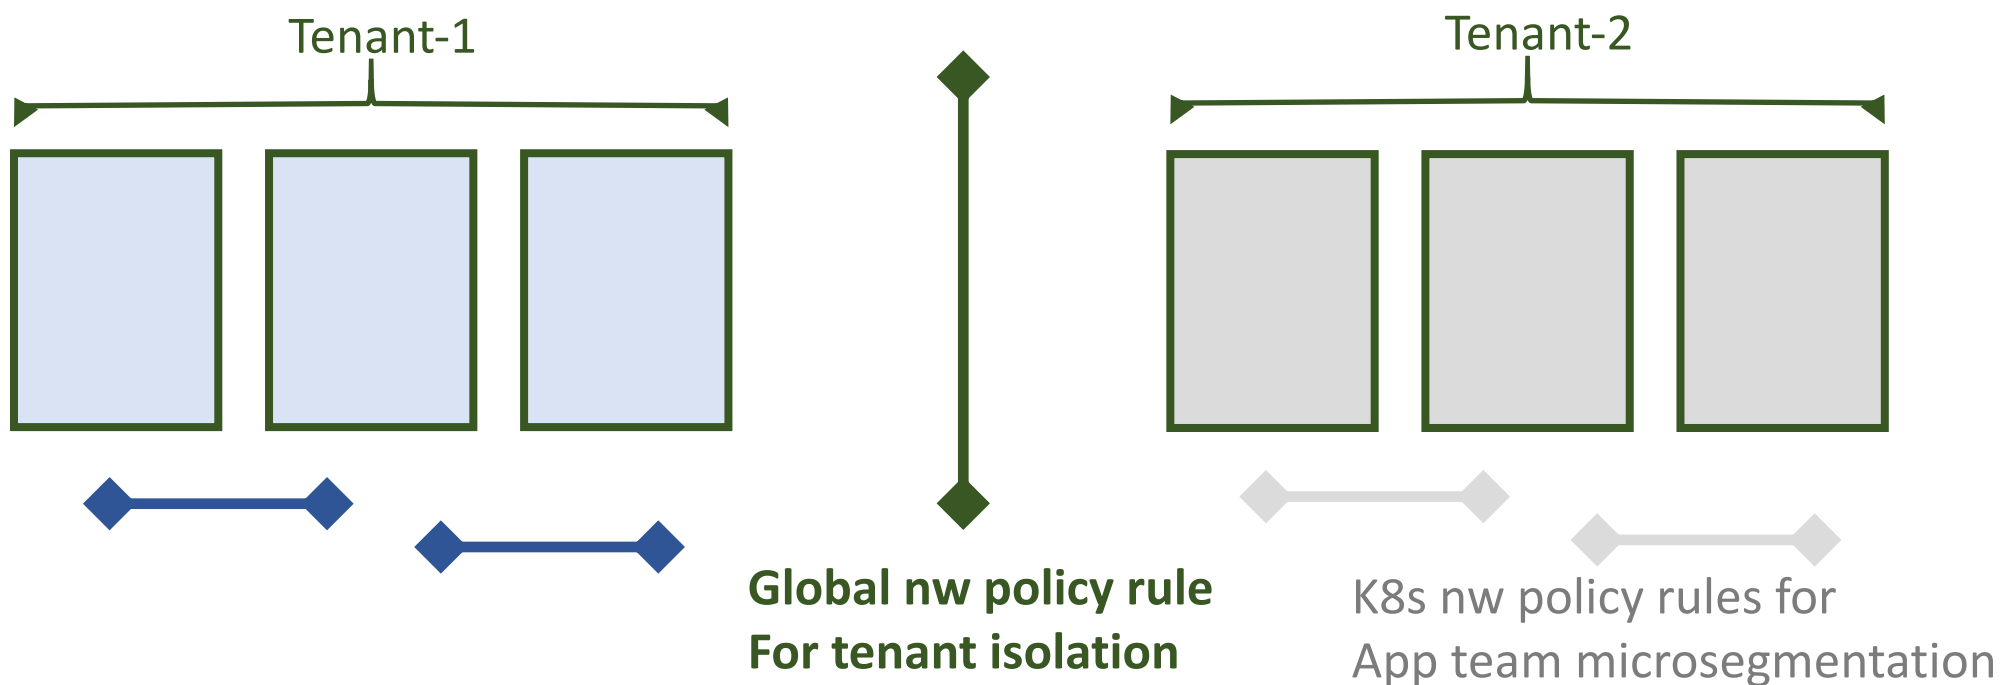 Tenant-1
Tenant-2
Global nw policy rule
For tenant isolation
K8s nw policy rules for
App team microsegmentation